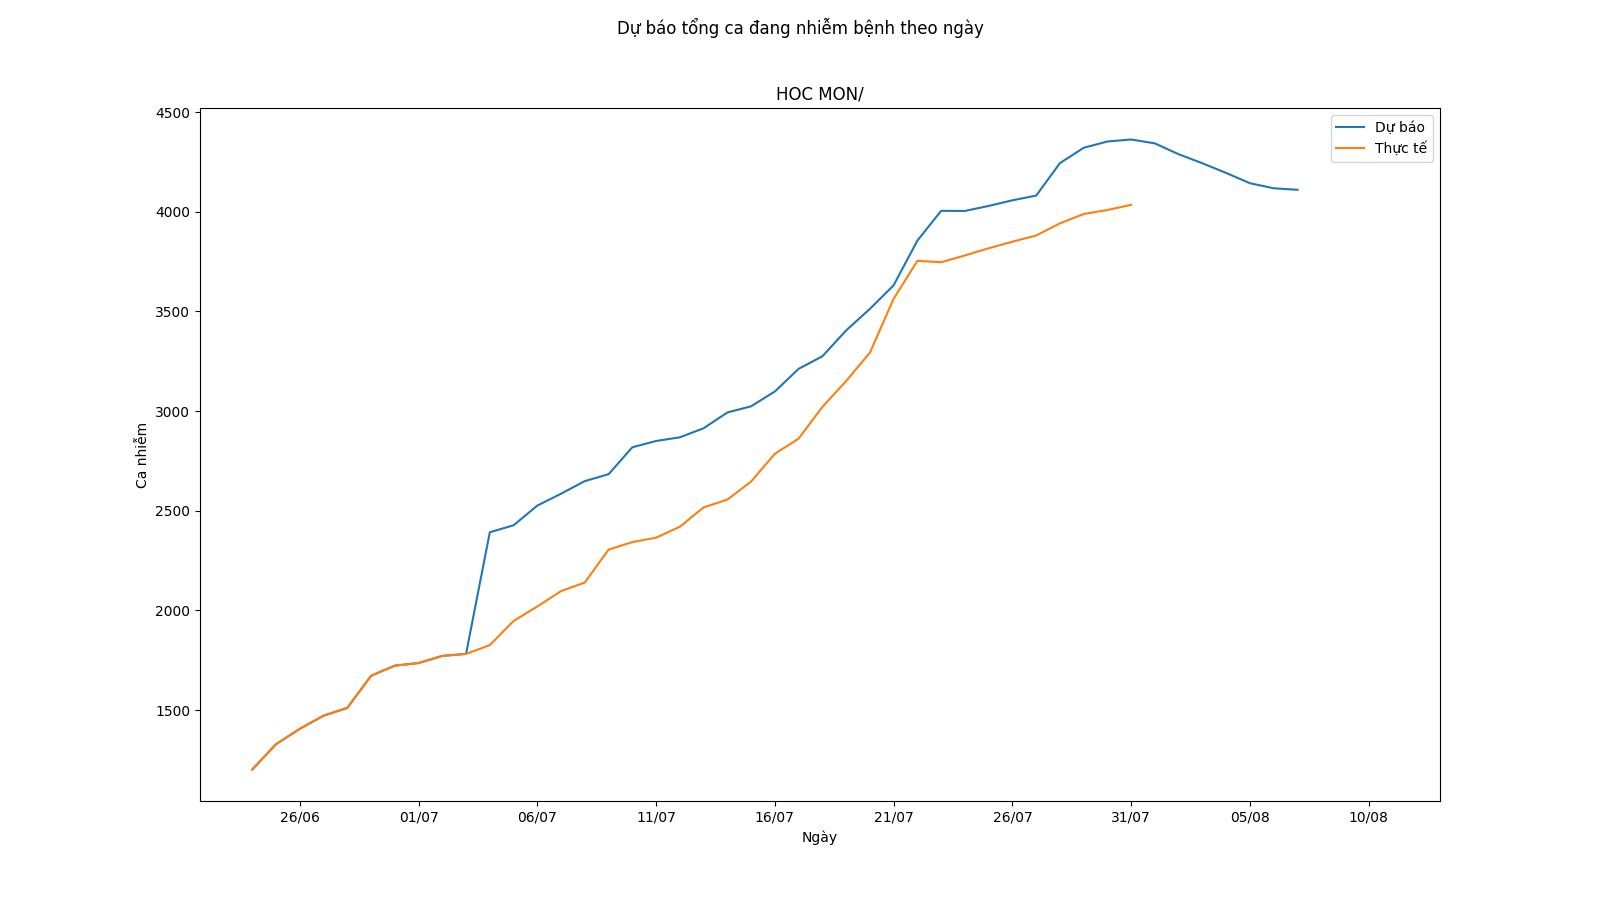 Dự báo tổng ca đang nhiễm bệnh theo ngày
HOC MON/
Dự báo
Thực tế
Ca nhiễm
4500
4000
3500
3000
2500
2000
1500
26/06 01/07 06/07 11/07 16/07 21/07 26/07 31/07 05/08 10/08
Ngày